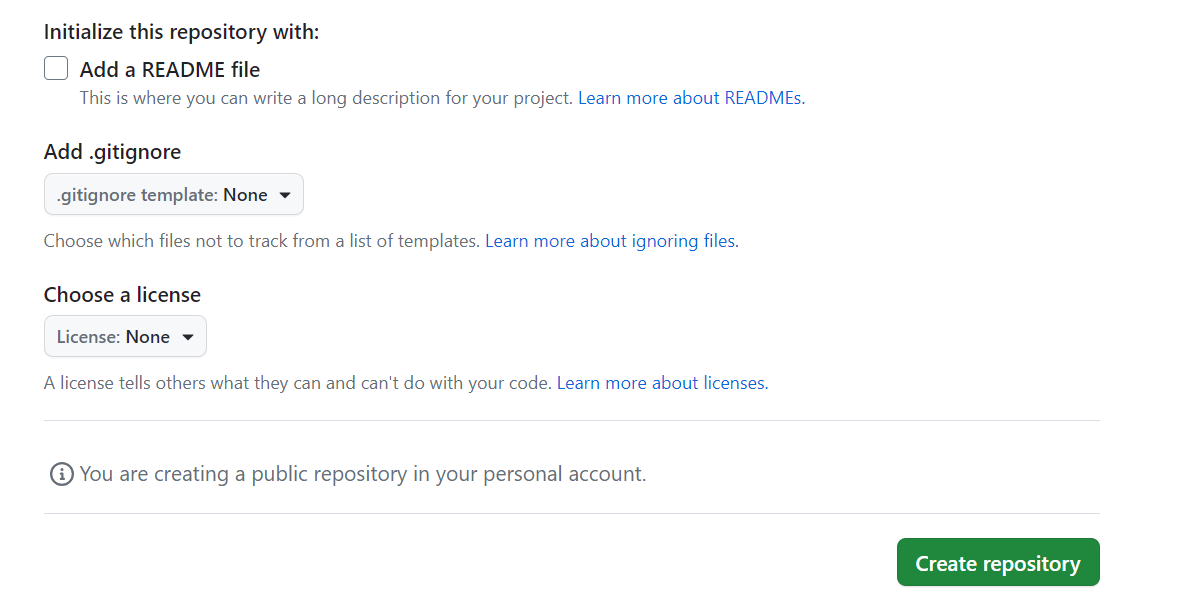 Initialize this repository with:
Add a README file
This is where you can write a long description for your project. Learn more about READMEs.
Add .gitignore
.gitignore template: None
Choose which files not to track from a list of templates. Learn more about ignoring files.
Choose a license
License: None
A license tells others what they can and can't do with your code. Learn more about licenses.
You are creating a public repository in your personal account.
Create repository